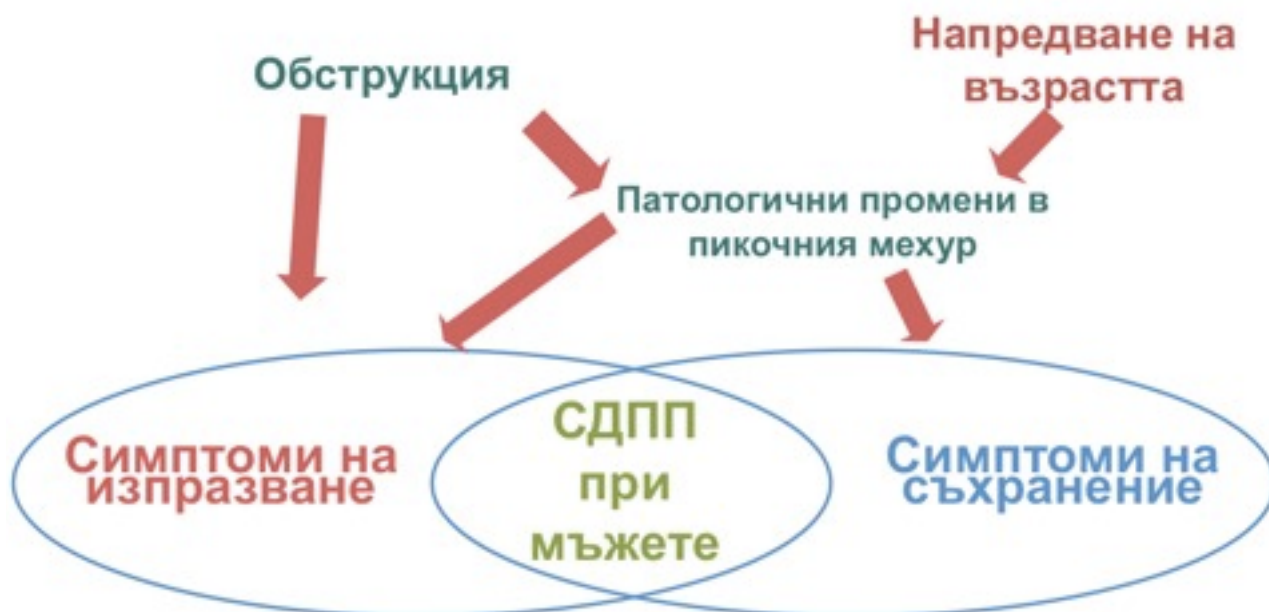 Обструкция
Напредване на
възрастта
Патологични промени в
пикочния мехур
Симптоми на
изпразване
СДПП
при
мъжете
Симптоми на
съхранение